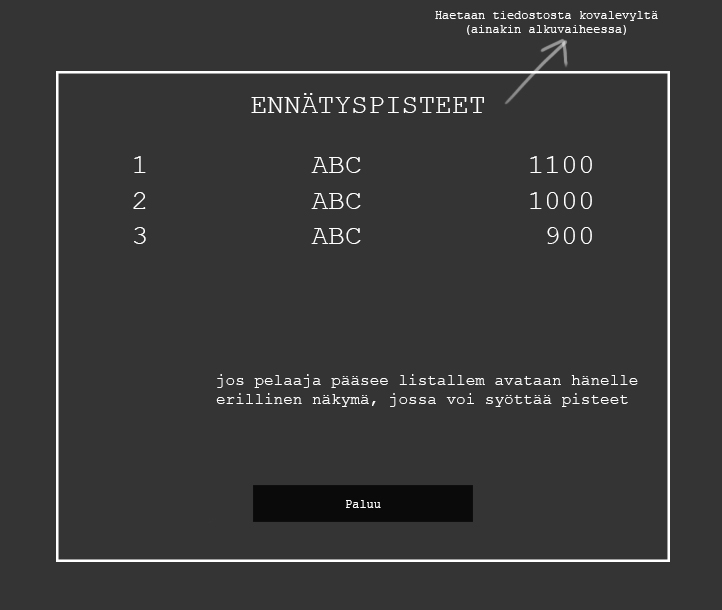 Haetaan tiedostosta kovalevyltä
(ainakin alkuvaiheessa)
ENNÄTYSPISTEET
1 ABC 1100
2 ABC 1000
3 ABC 900
jos pelaaja pääsee listallem avataan hänelle
erillinen näkymä, jossa voi syöttää pisteet
Paluu